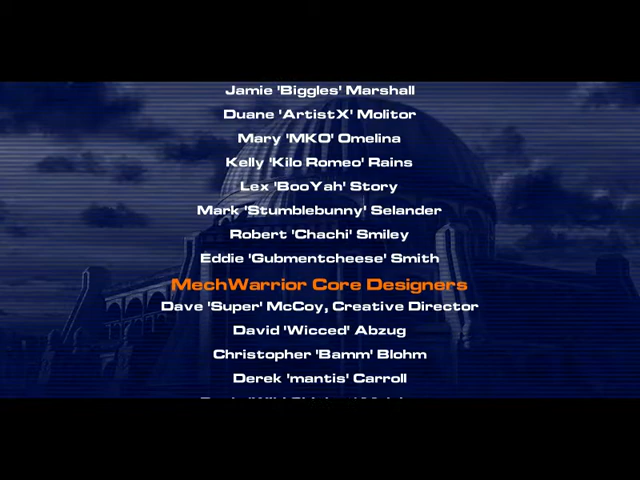 Jamie 'Biggles' Marshall
Duane 'ArtistX' Molitor
Mary 'MKO' Omelina
Kelly 'Kilo Romeo' Rains
Lex 'BooYah' Story
Mark 'Stumblebunny' Selander
Robert 'Chachi' Smiley
Eddie 'Gubmentcheese' Smith
MechWarrior Core Designers
Dave 'Super' McCoy, Creative Director
David 'Wicced' Abzug
Christopher 'Bamm' Blohm
Derek 'mantis' Carroll